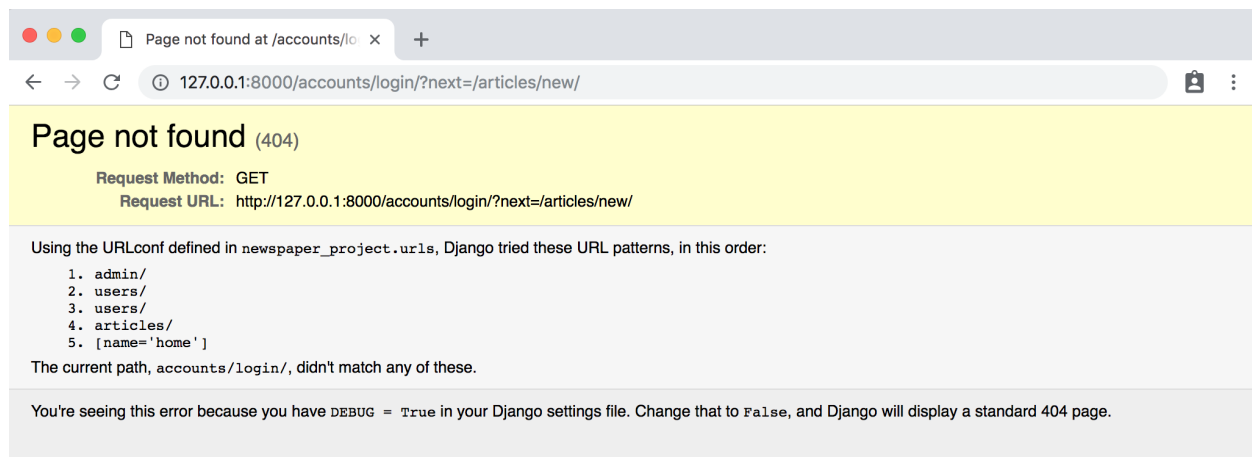 Page not found at /accounts/lo
127.0.0.1:8000/accounts/login/?next=/articles/new/
Page not found (404)
Request Method: GET
Request URL: http://127.0.0.1:8000/accounts/login/?next=/articles/new/
Using the URLconf defined in newspaper_project.urls, Django tried these URL patterns, in this order:
1. admin/
2. users/
3. users/
4. articles/
5. [name='home']
The current path, accounts/login/, didn't match any of these.
You're seeing this error because you have DEBUG = True in your Django settings file. Change that to False, and Django will display a standard 404 page.